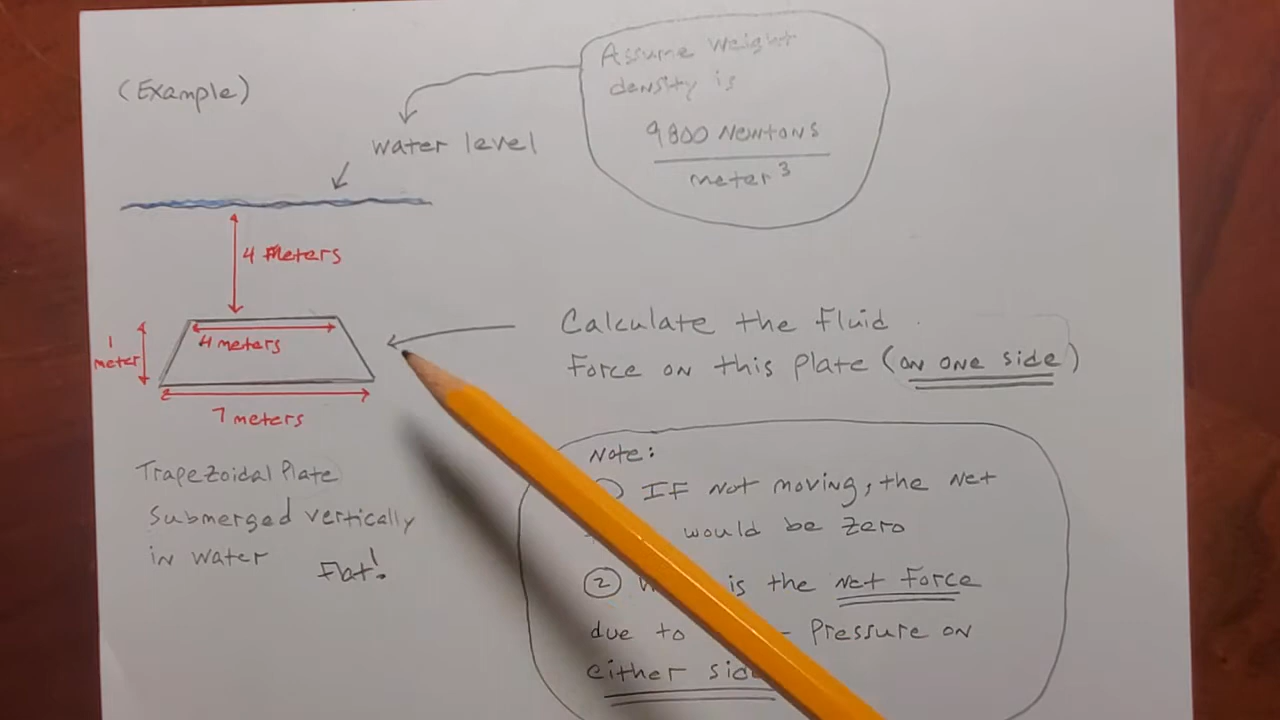 (Example)
Assume Weight
density is
9800 Newtons
meter³
water level
4 meters
1
meter
4 meters
7 meters
Calculate the fluid
Force on this plate (on one side)
Trapezoidal Plate
submerged vertically
in water
Flat!
Note:
IF Not moving, the net
would be zero
② is the net force
due to - pressure on
either side